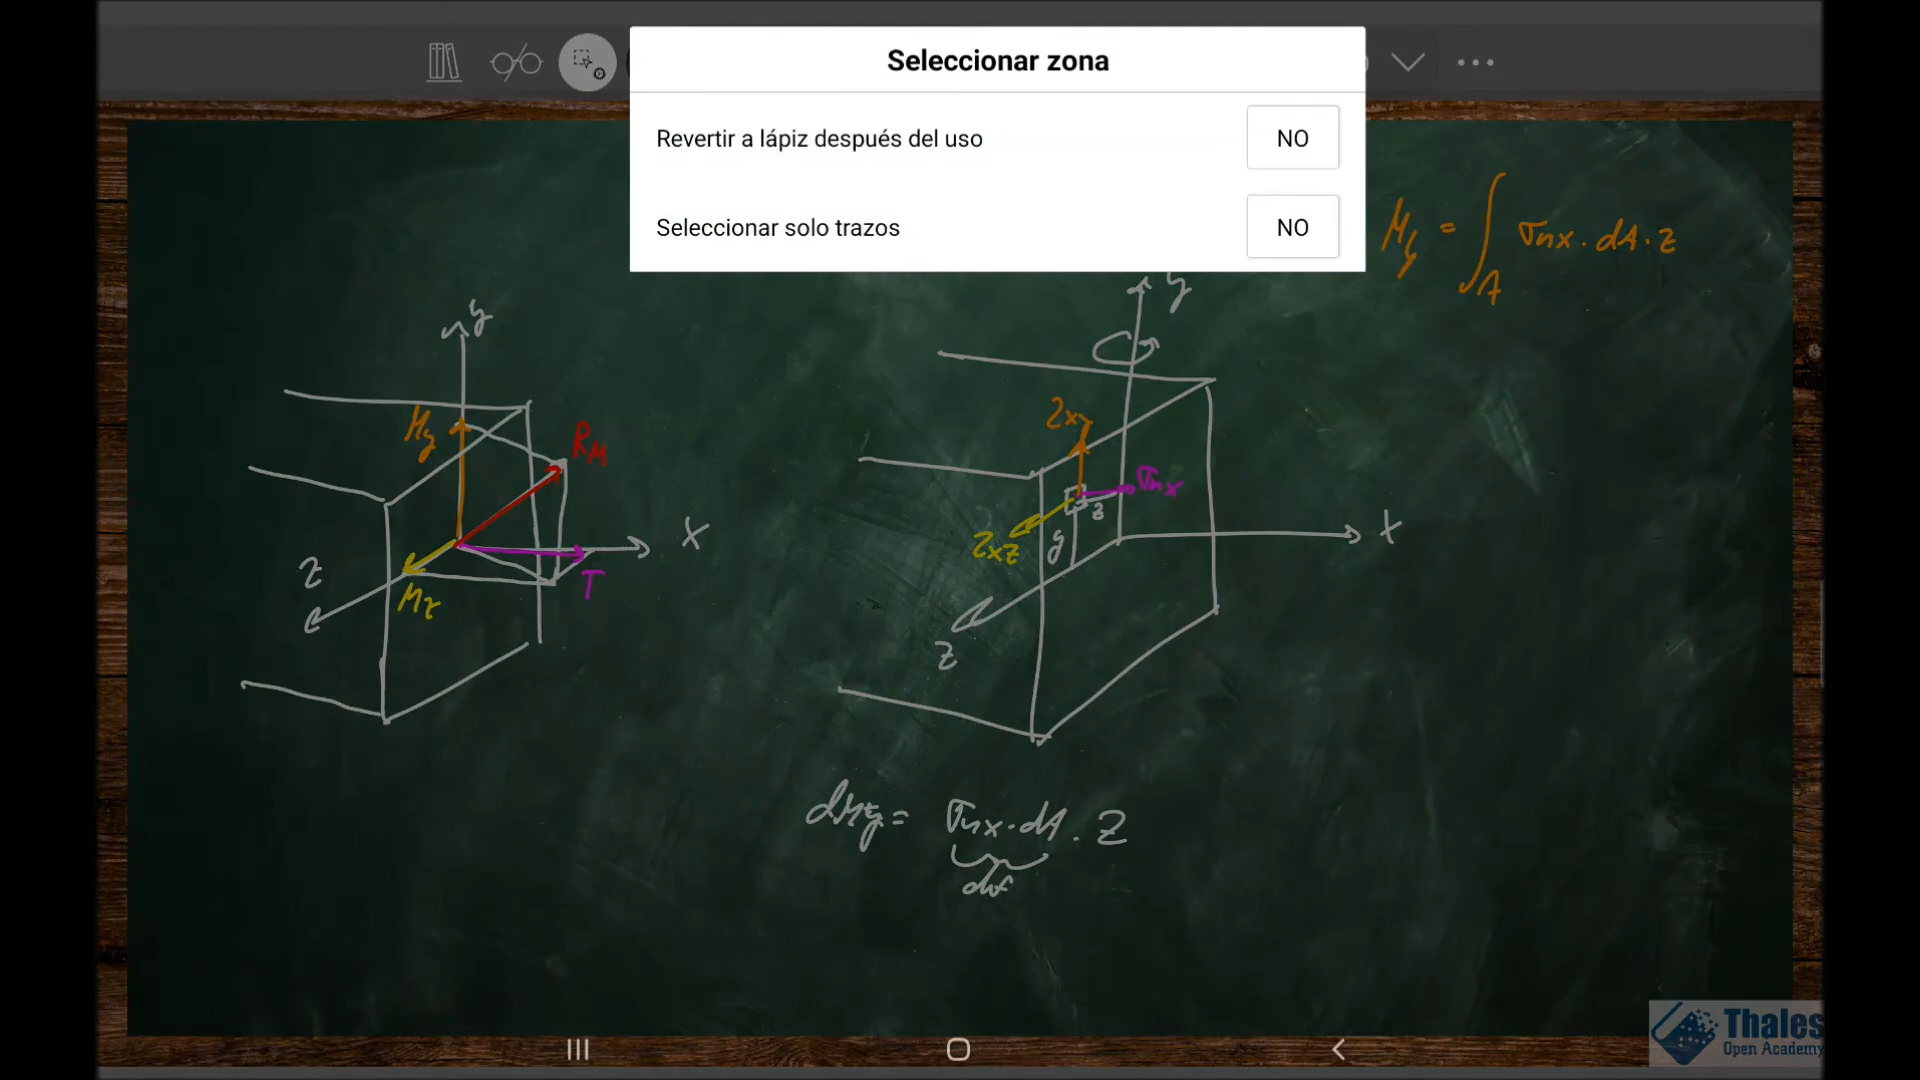 Seleccionar zona
Revertir a lápiz después del uso
NO
Seleccionar solo trazos
NO
My = ∫A σnx · dA · z
y
My
RM
x
z
Mz
T
y
τxy
σnx
z
τxz
y
x
z
dMy = σnx · dA · z
df
Thales
Open Academy